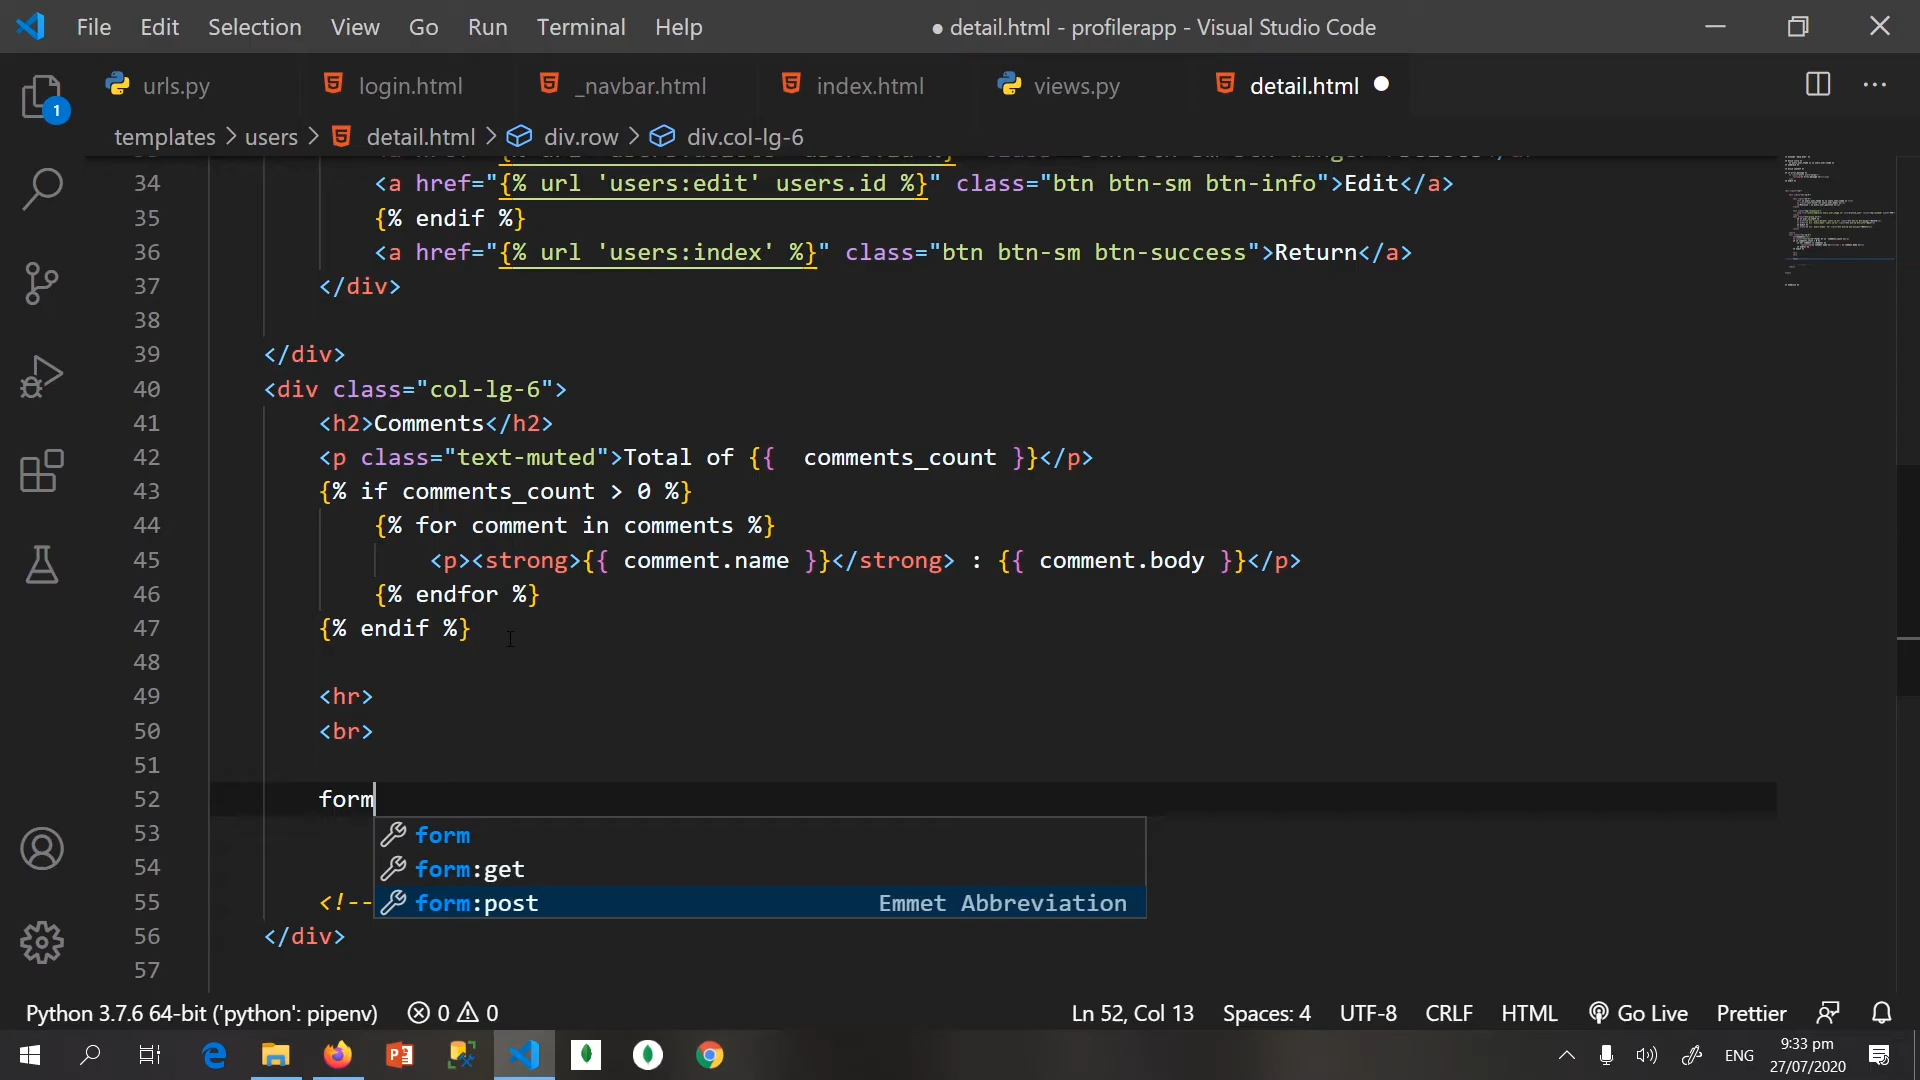 File Edit Selection View Go Run Terminal Help ● detail.html - profilerapp - Visual Studio Code
urls.py login.html _navbar.html index.html views.py detail.html
1
templates > users > detail.html > div.row > div.col-lg-6
34 <a href="{% url 'users:edit' users.id %}" class="btn btn-sm btn-info">Edit</a>
35 {% endif %}
36 <a href="{% url 'users:index' %}" class="btn btn-sm btn-success">Return</a>
37 </div>
38
39 </div>
40 <div class="col-lg-6">
41 <h2>Comments</h2>
42 <p class="text-muted">Total of {{  comments_count }}</p>
43 {% if comments_count > 0 %}
44 {% for comment in comments %}
45 <p><strong>{{ comment.name }}</strong> : {{ comment.body }}</p>
46 {% endfor %}
47 {% endif %}
48
49 <hr>
50 <br>
51
52 form
53 form
54 form:get
55 <!-- form:post Emmet Abbreviation
56 </div>
57
Python 3.7.6 64-bit ('python': pipenv) 0 0 Ln 52, Col 13 Spaces: 4 UTF-8 CRLF HTML Go Live Prettier
ENG 9:33 pm
27/07/2020